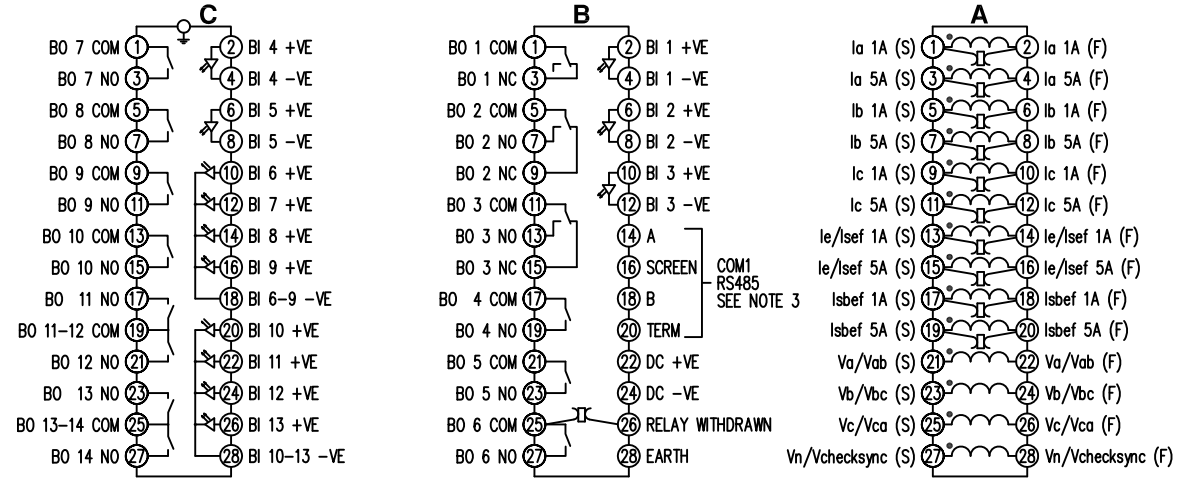 C B A
BO 7 COM 1 2 BI 4 +VE
BO 7 NO 3 4 BI 4 -VE
BO 8 COM 5 6 BI 5 +VE
BO 8 NO 7 8 BI 5 -VE
BO 9 COM 9 10 BI 6 +VE
BO 9 NO 11 12 BI 7 +VE
BO 10 COM 13 14 BI 8 +VE
BO 10 NO 15 16 BI 9 +VE
BO 11 NO 17 18 BI 6-9 -VE
BO 11-12 COM 19 20 BI 10 +VE
BO 12 NO 21 22 BI 11 +VE
BO 13 NO 23 24 BI 12 +VE
BO 13-14 COM 25 26 BI 13 +VE
BO 14 NO 27 28 BI 10-13 -VE
BO 1 COM 1 2 BI 1 +VE
BO 1 NC 3 4 BI 1 -VE
BO 2 COM 5 6 BI 2 +VE
BO 2 NO 7 8 BI 2 -VE
BO 2 NC 9 10 BI 3 +VE
BO 3 COM 11 12 BI 3 -VE
BO 3 NO 13 14 A
BO 3 NC 15 16 SCREEN
BO 4 COM 17 18 B
BO 4 NO 19 20 TERM
BO 5 COM 21 22 DC +VE
BO 5 NO 23 24 DC -VE
BO 6 COM 25 26 RELAY WITHDRAWN
BO 6 NO 27 28 EARTH
COM1
RS485
SEE NOTE 3
Ia 1A (S) 1 2 Ia 1A (F)
Ia 5A (S) 3 4 Ia 5A (F)
Ib 1A (S) 5 6 Ib 1A (F)
Ib 5A (S) 7 8 Ib 5A (F)
Ic 1A (S) 9 10 Ic 1A (F)
Ic 5A (S) 11 12 Ic 5A (F)
Ie/Isef 1A (S) 13 14 Ie/Isef 1A (F)
Ie/Isef 5A (S) 15 16 Ie/Isef 5A (F)
Isbef 1A (S) 17 18 Isbef 1A (F)
Isbef 5A (S) 19 20 Isbef 5A (F)
Va/Vab (S) 21 22 Va/Vab (F)
Vb/Vbc (S) 23 24 Vb/Vbc (F)
Vc/Vca (S) 25 26 Vc/Vca (F)
Vn/Vchecksync (S) 27 28 Vn/Vchecksync (F)